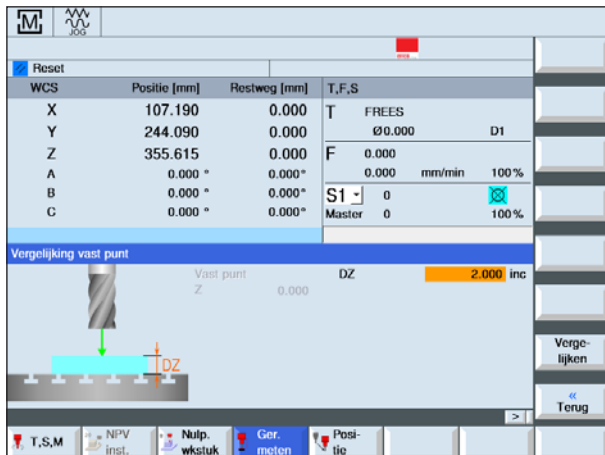 M JOG
Reset
WCS Positie [mm] Restweg [mm] T,F,S
X 107.190 0.000 T FREES
Y 244.090 0.000 Ø0.000 D1
Z 355.615 0.000 F 0.000
A 0.000 ° 0.000° 0.000 mm/min 100%
B 0.000 ° 0.000° S1 0
C 0.000 ° 0.000° Master 0 100%
Vergelijking vast punt
Vast punt DZ 2.000 inc
Z 0.000
DZ
Verge-
lijken
«
Terug
>
T,S,M
NPV
inst.
Nulp.
wkstuk
Ger.
meten
Posi-
tie